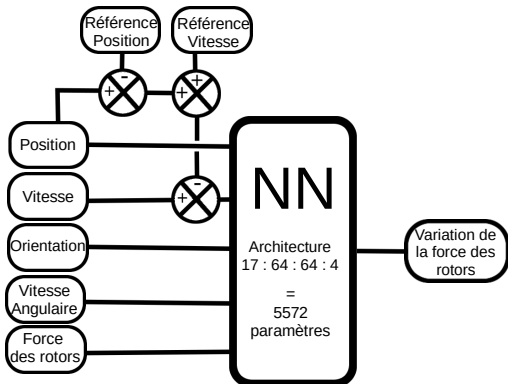 Référence
Position
Référence
Vitesse
-
+
+
+
Position
-
Vitesse
+
NN
Orientation
Architecture
17 : 64 : 64 : 4
=
5572
paramètres
Vitesse
Angulaire
Force
des rotors
Variation de
la force des
rotors